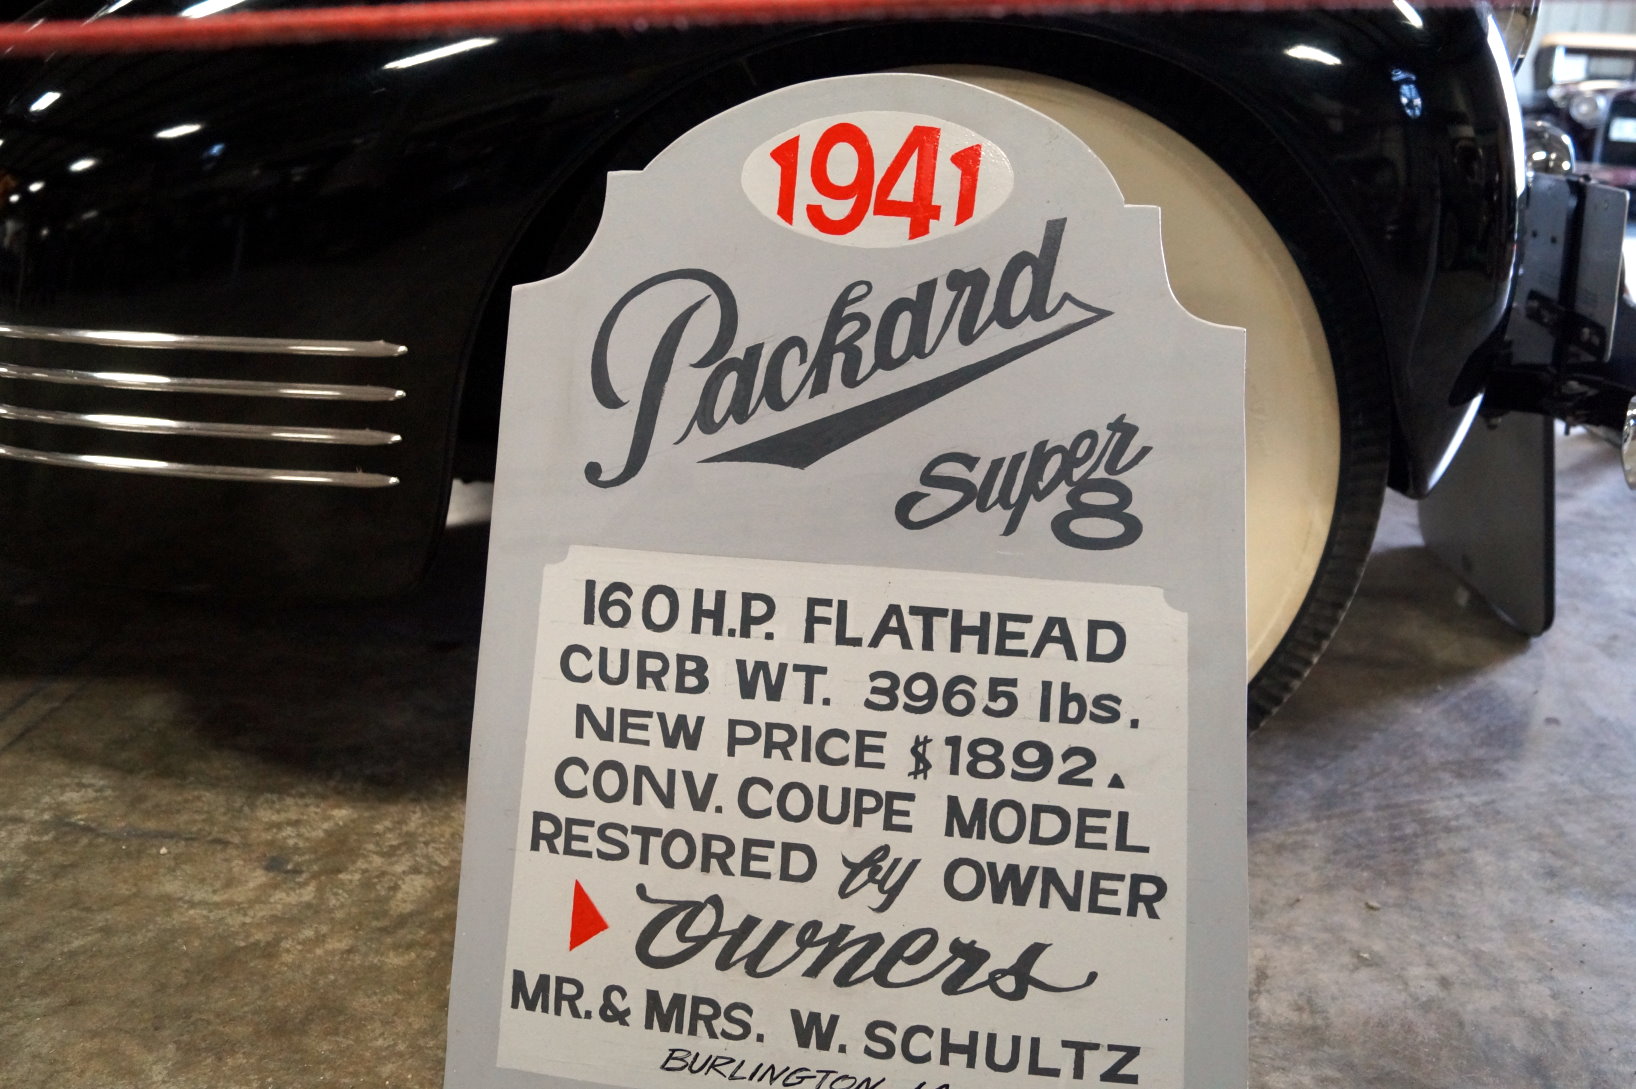 1941
Packard
Super
8
160 H.P. FLATHEAD
CURB WT. 3965 lbs.
NEW PRICE $1892.
CONV. COUPE MODEL
RESTORED by OWNER
Owners
MR. & MRS. W. SCHULTZ
BURLINGTON